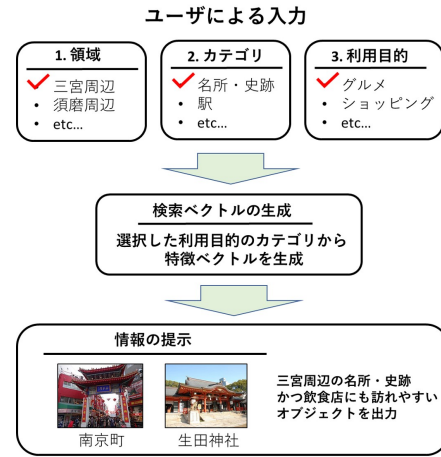 ユーザによる入力
1. 領域
三宮周辺
• 須磨周辺
• etc...
2. カテゴリ
名所・史跡
• 駅
• etc...
3. 利用目的
グルメ
• ショッピング
• etc...
検索ベクトルの生成
選択した利用目的のカテゴリから
特徴ベクトルを生成
情報の提示
南京町
生田神社
三宮周辺の名所・史跡
かつ飲食店にも訪れやすい
オブジェクトを出力